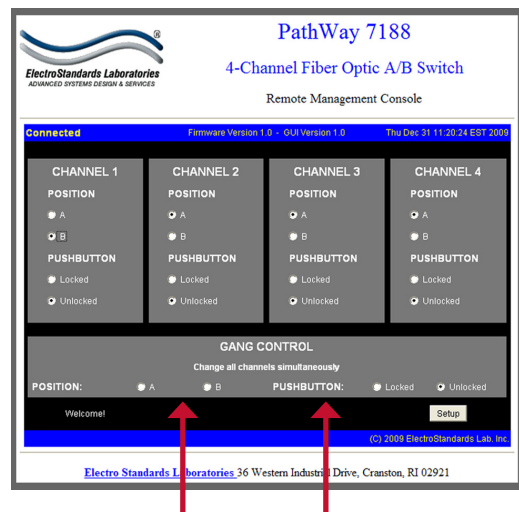 PathWay 7188
®
4-Channel Fiber Optic A/B Switch
ElectroStandards Laboratories
ADVANCED SYSTEMS DESIGN & SERVICES
Remote Management Console
Connected Firmware Version 1.0 - GUI Version 1.0 Thu Dec 31 11:20:24 EST 2009
CHANNEL 1 CHANNEL 2 CHANNEL 3 CHANNEL 4
POSITION POSITION POSITION POSITION
A A A A
B B B B
PUSHBUTTON PUSHBUTTON PUSHBUTTON PUSHBUTTON
Locked Locked Locked Locked
Unlocked Unlocked Unlocked Unlocked
GANG CONTROL
Change all channels simultaneously
POSITION: A B PUSHBUTTON: Locked Unlocked
Welcome! Setup
(C) 2009 ElectroStandards Lab. Inc.
Electro Standards Laboratories 36 Western Industrial Drive, Cranston, RI 02921